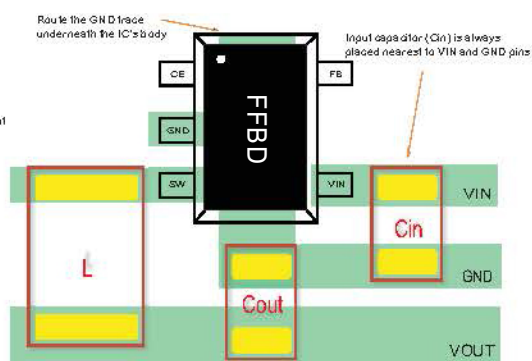 Route the GND trace
underneath the IC's body
Input capacitor (Cin) is always
placed nearest to VIN and GND pins
CE
FB
FFBD
GND
SW
VIN
VIN
Cin
L
GND
Cout
VOUT